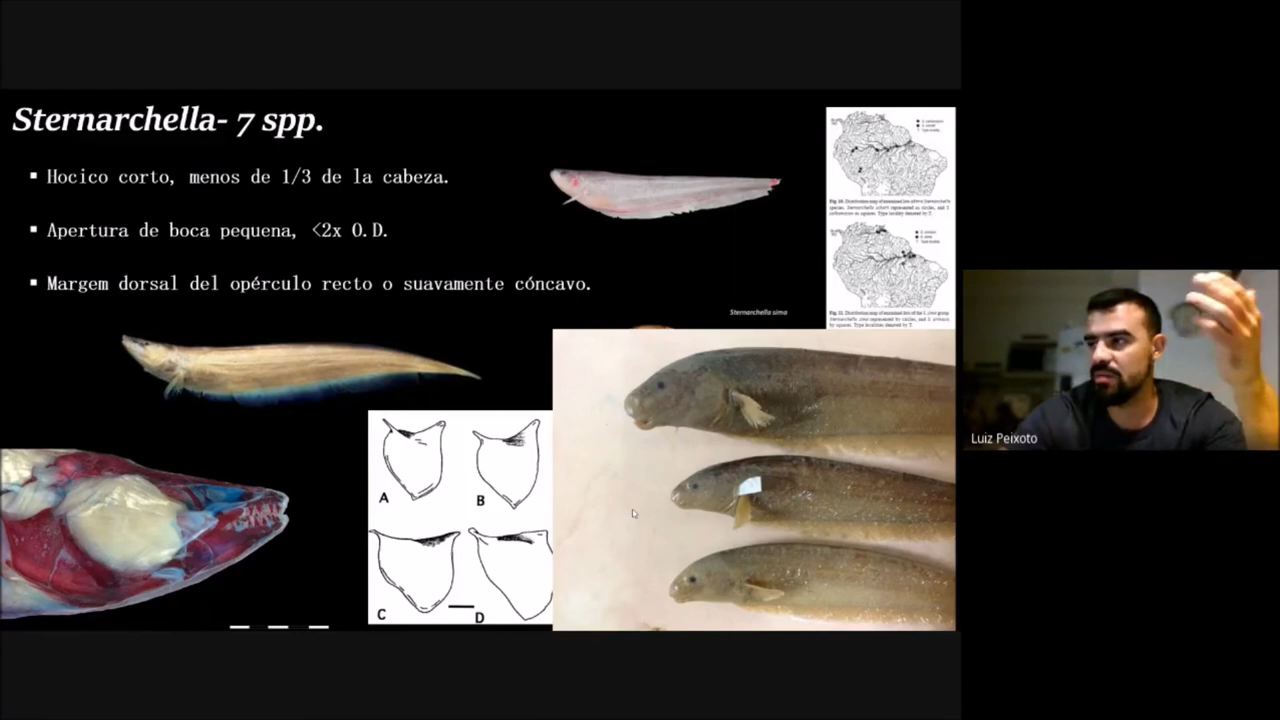 Sternarchella- 7 spp.
▪ Hocico corto, menos de 1/3 de la cabeza.
▪ Apertura de boca pequena, <2x O.D.
▪ Margem dorsal del opérculo recto o suavamente cóncavo.
Sternarchella sima
A
B
C
D
Luiz Peixoto